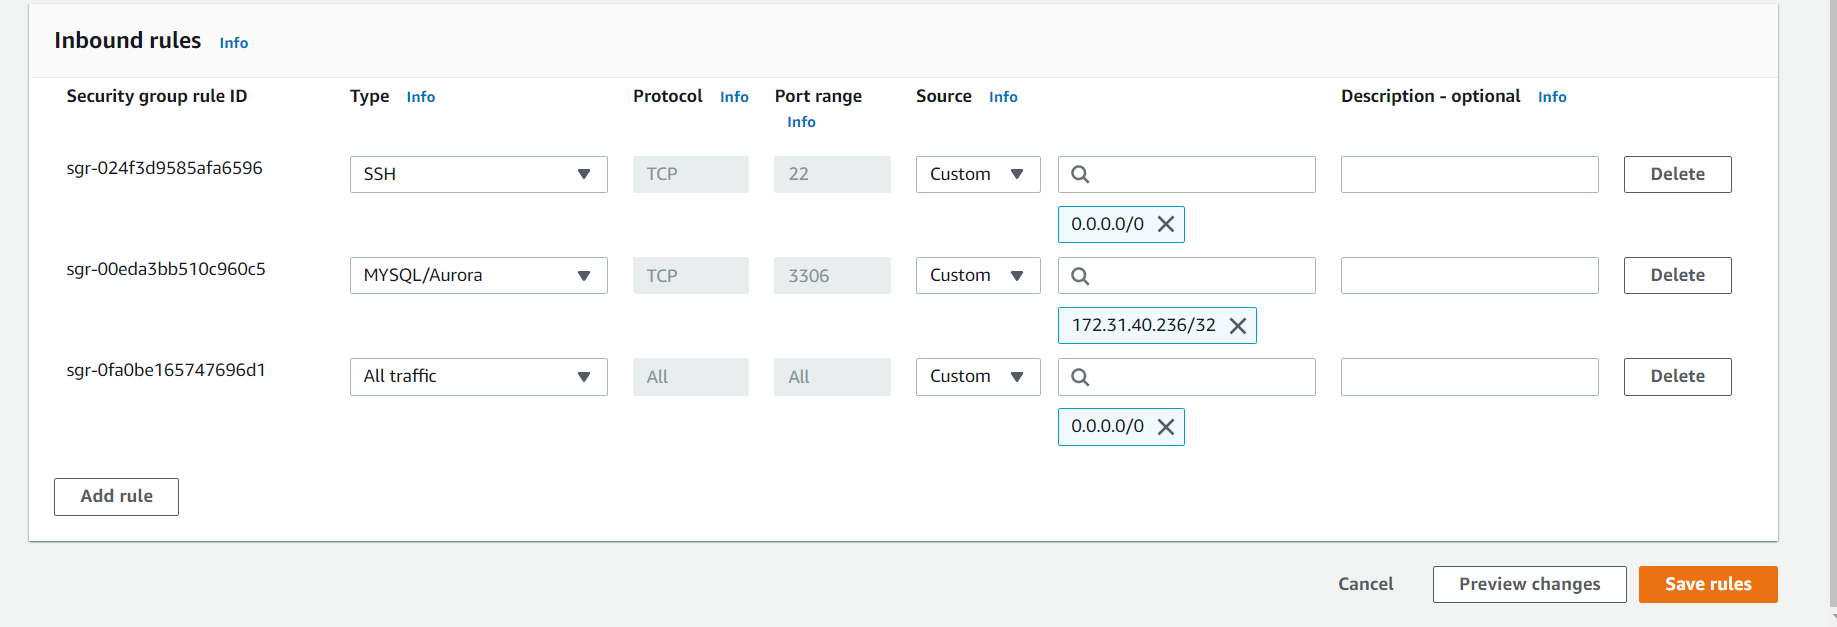 Inbound rules Info
Security group rule ID Type Info Protocol Info Port range Source Info Description - optional Info
Info
sgr-024f3d9585afa6596 SSH TCP 22 Custom Delete
0.0.0.0/0
sgr-00eda3bb510c960c5 MYSQL/Aurora TCP 3306 Custom Delete
172.31.40.236/32
sgr-0fa0be165747696d1 All traffic All All Custom Delete
0.0.0.0/0
Add rule
Cancel Preview changes Save rules